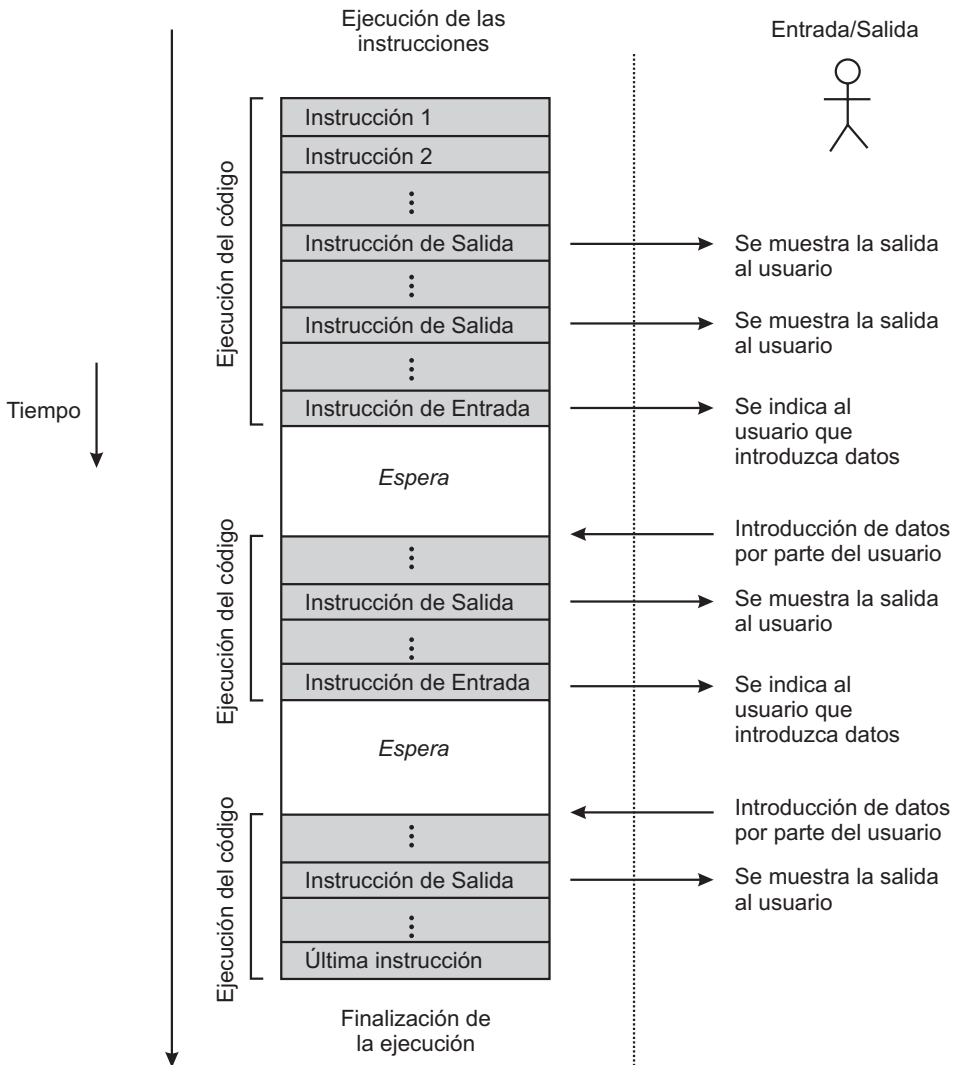 Ejecución de las
instrucciones
Entrada/Salida
Tiempo
Ejecución del código
Instrucción 1
Instrucción 2
Instrucción de Salida
Se muestra la salida
al usuario
Instrucción de Salida
Se muestra la salida
al usuario
Instrucción de Entrada
Se indica al
usuario que
introduzca datos
Espera
Introducción de datos
por parte del usuario
Ejecución del código
Instrucción de Salida
Se muestra la salida
al usuario
Instrucción de Entrada
Se indica al
usuario que
introduzca datos
Espera
Introducción de datos
por parte del usuario
Ejecución del código
Instrucción de Salida
Se muestra la salida
al usuario
Última instrucción
Finalización de
la ejecución